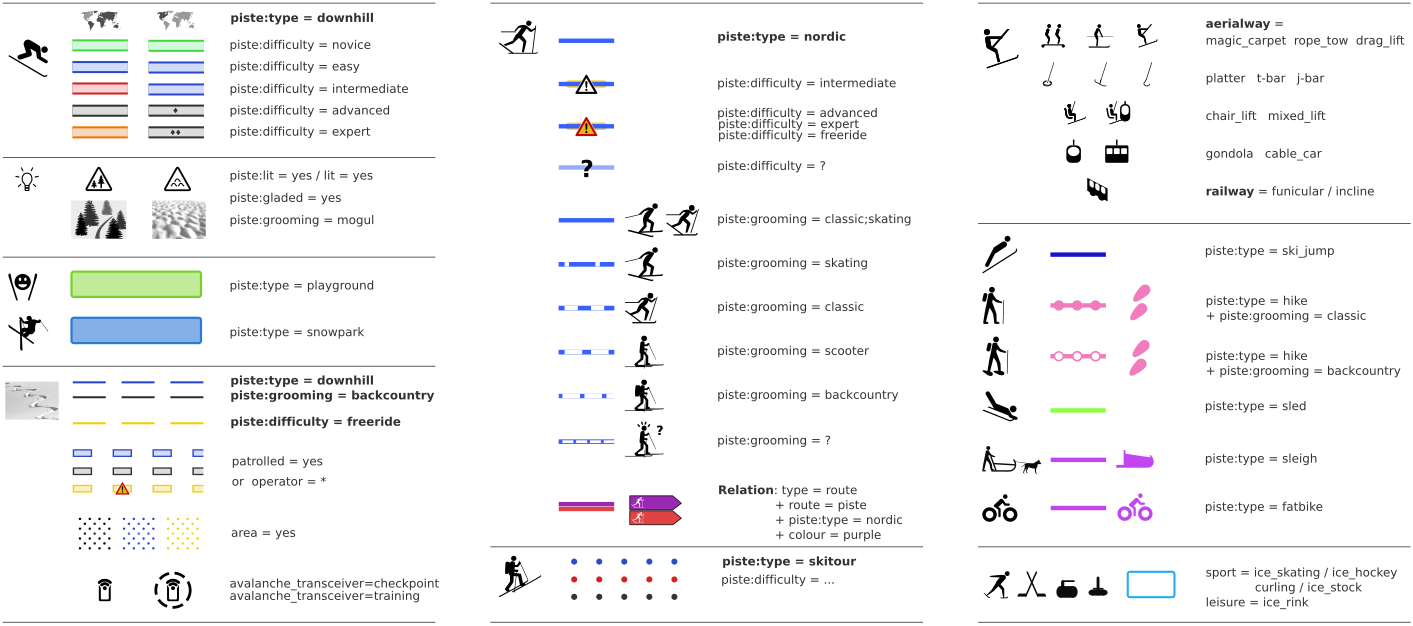 piste:type = downhill
piste:difficulty = novice
piste:difficulty = easy
piste:difficulty = intermediate
piste:difficulty = advanced
piste:difficulty = expert
piste:lit = yes / lit = yes
piste:gladed = yes
piste:grooming = mogul
piste:type = playground
piste:type = snowpark
piste:type = downhill
piste:grooming = backcountry
piste:difficulty = freeride
patrolled = yes
or operator = *
area = yes
avalanche_transceiver=checkpoint
avalanche_transceiver=training
piste:type = nordic
!
piste:difficulty = intermediate
!
piste:difficulty = advanced
piste:difficulty = expert
piste:difficulty = freeride
?
piste:difficulty = ?
piste:grooming = classic;skating
piste:grooming = skating
piste:grooming = classic
piste:grooming = scooter
piste:grooming = backcountry
?
piste:grooming = ?
Relation: type = route
+ route = piste
+ piste:type = nordic
+ colour = purple
piste:type = skitour
piste:difficulty = ...
aerialway =
magic_carpet rope_tow drag_lift
platter t-bar j-bar
chair_lift mixed_lift
gondola cable_car
railway = funicular / incline
piste:type = ski_jump
piste:type = hike
+ piste:grooming = classic
piste:type = hike
+ piste:grooming = backcountry
piste:type = sled
piste:type = sleigh
piste:type = fatbike
sport = ice_skating / ice_hockey
curling / ice_stock
leisure = ice_rink